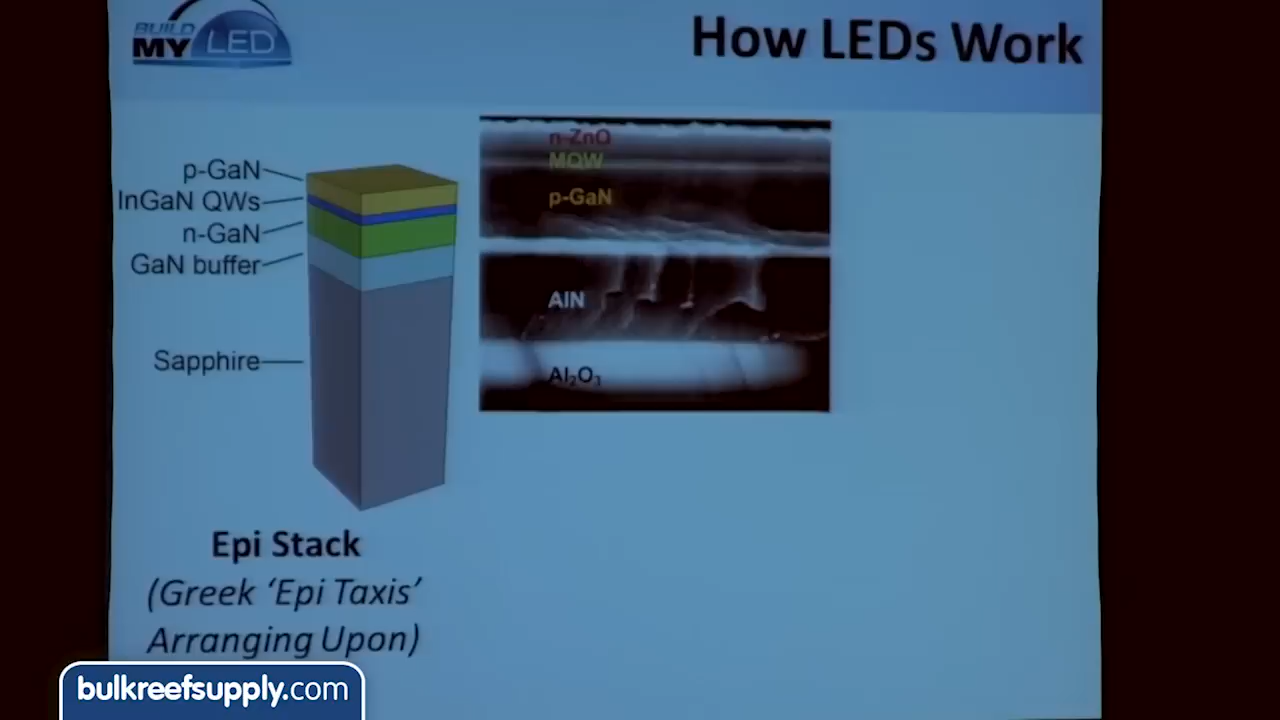 BUILD
MY LED
How LEDs Work
p-GaN
InGaN QWs
n-GaN
GaN buffer
Sapphire
n-ZnO
MQW
p-GaN
AlN
Al₂O₃
Epi Stack
(Greek ‘Epi Taxis’
Arranging Upon)
bulkreefsupply.com